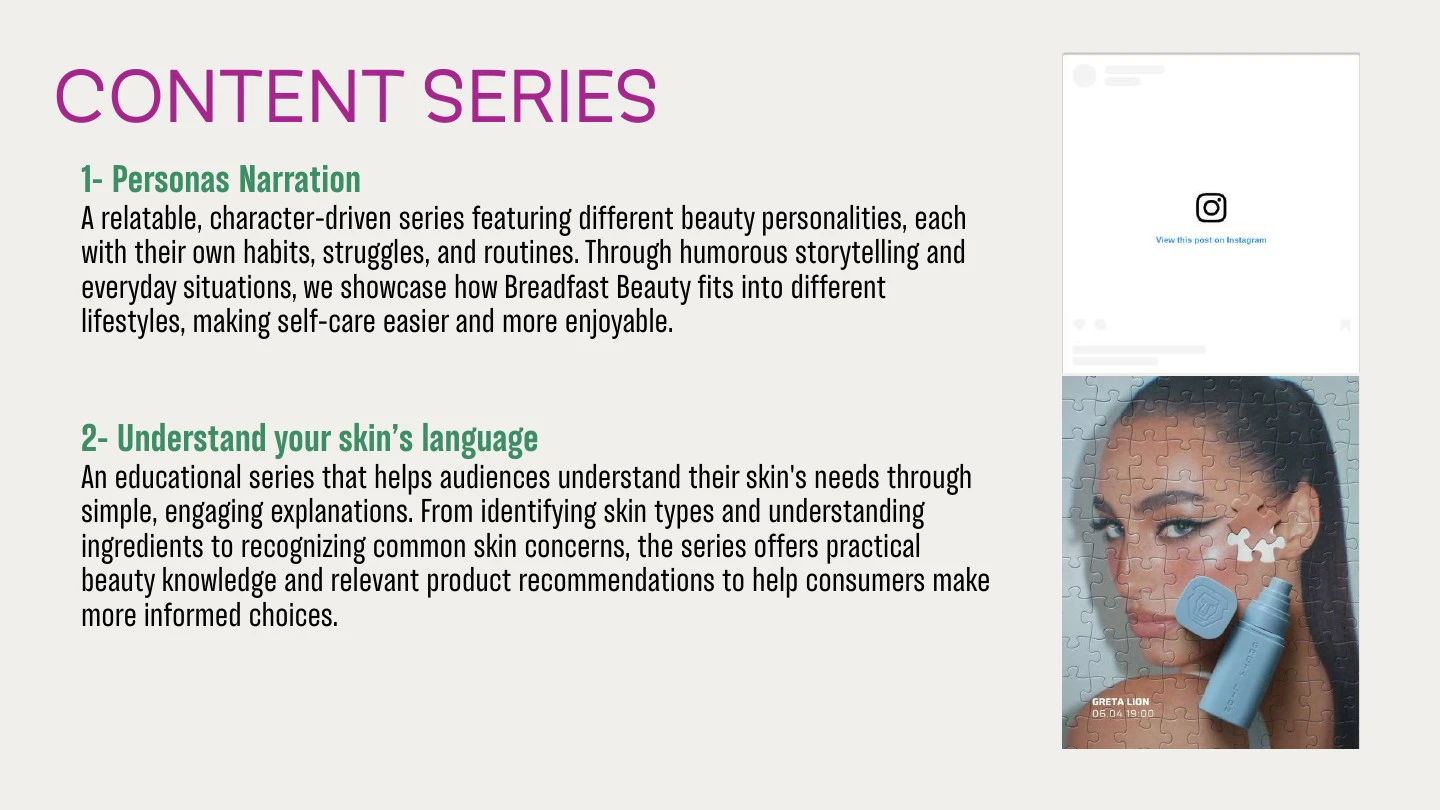 CONTENT SERIES
1- Personas Narration
A relatable, character-driven series featuring different beauty personalities, each
with their own habits, struggles, and routines. Through humorous storytelling and
everyday situations, we showcase how Breadfast Beauty fits into different
lifestyles, making self-care easier and more enjoyable.
2- Understand your skin’s language
An educational series that helps audiences understand their skin's needs through
simple, engaging explanations. From identifying skin types and understanding
ingredients to recognizing common skin concerns, the series offers practical
beauty knowledge and relevant product recommendations to help consumers make
more informed choices.
View this post on Instagram
GRETA LION
06.04 19:00